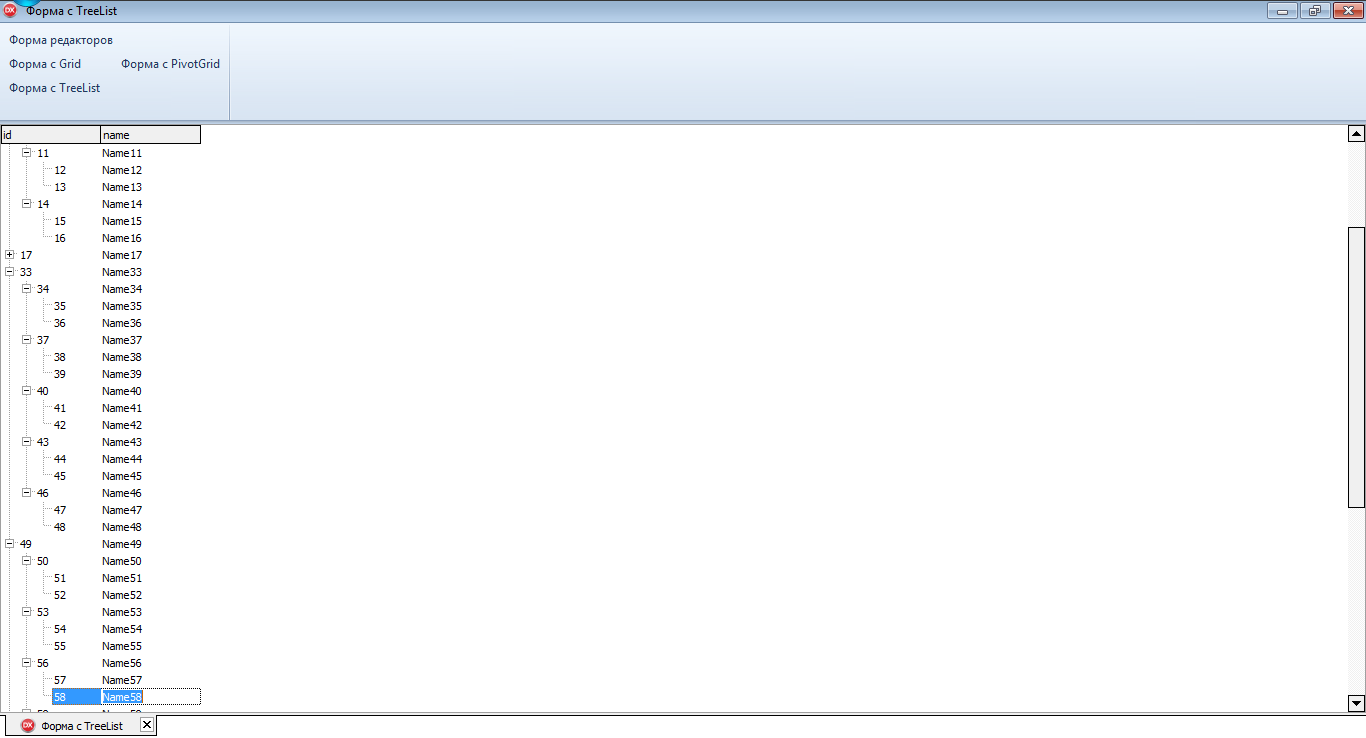 DX Форма с TreeList
Форма редакторов
Форма с Grid Форма с PivotGrid
Форма с TreeList
id name
11 Name11
12 Name12
13 Name13
14 Name14
15 Name15
16 Name16
17 Name17
33 Name33
34 Name34
35 Name35
36 Name36
37 Name37
38 Name38
39 Name39
40 Name40
41 Name41
42 Name42
43 Name43
44 Name44
45 Name45
46 Name46
47 Name47
48 Name48
49 Name49
50 Name50
51 Name51
52 Name52
53 Name53
54 Name54
55 Name55
56 Name56
57 Name57
58 Name58
DX Форма с TreeList